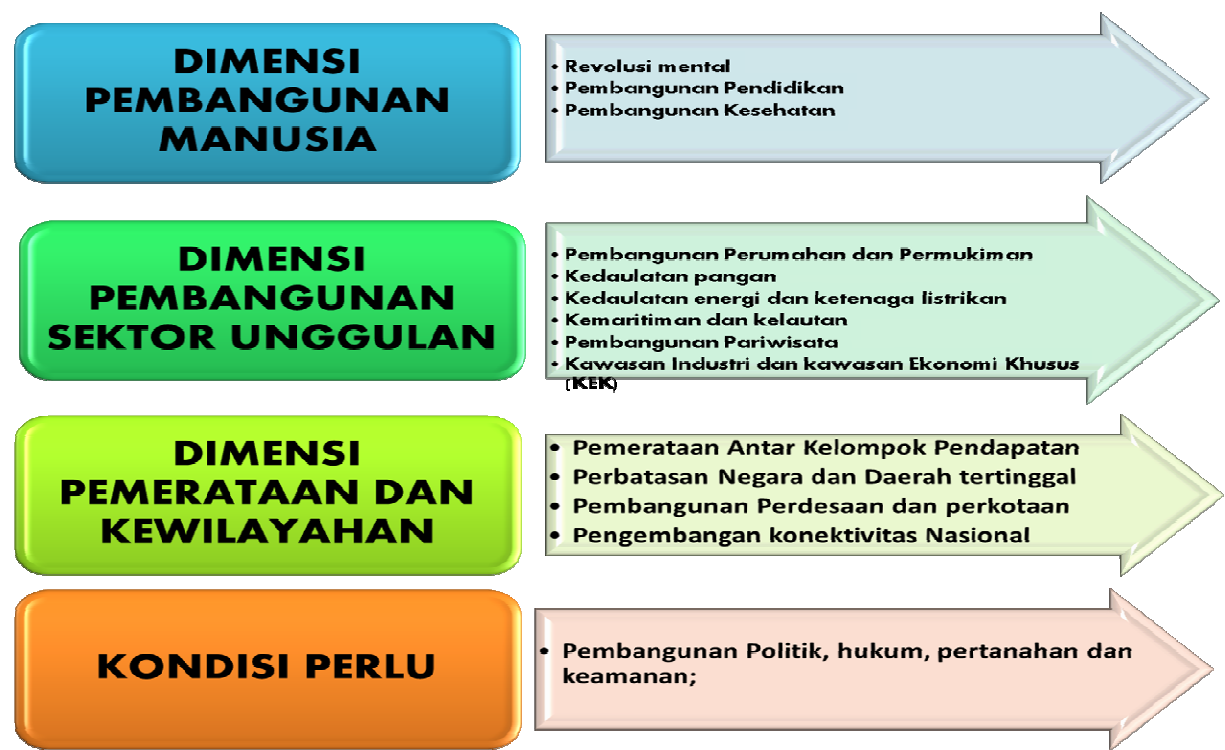 DIMENSI
PEMBANGUNAN
MANUSIA
• Revolusi mental
• Pembangunan Pendidikan
• Pembangunan Kesehatan
DIMENSI
PEMBANGUNAN
SEKTOR UNGGULAN
• Pembangunan Perumahan dan Permukiman
• Kedaulatan pangan
• Kedaulatan energi dan ketenaga listrikan
• Kemaritiman dan kelautan
• Pembangunan Pariwisata
• Kawasan Industri dan kawasan Ekonomi Khusus
(KEK)
DIMENSI
PEMERATAAN DAN
KEWILAYAHAN
• Pemerataan Antar Kelompok Pendapatan
• Perbatasan Negara dan Daerah tertinggal
• Pembangunan Perdesaan dan perkotaan
• Pengembangan konektivitas Nasional
KONDISI PERLU
• Pembangunan Politik, hukum, pertanahan dan
keamanan;